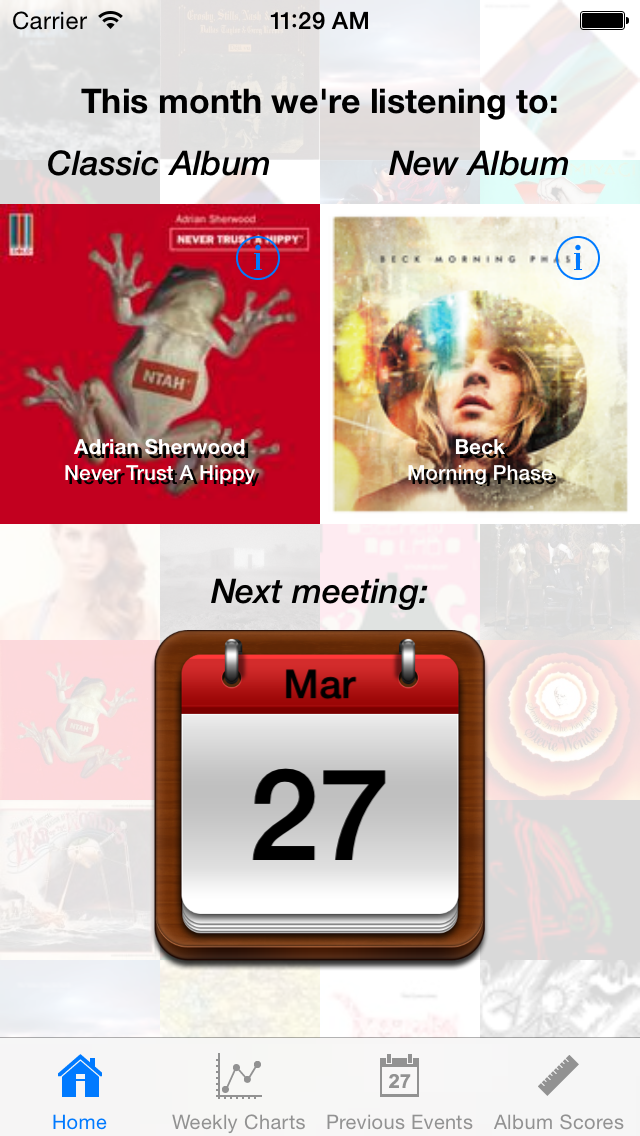 Carrier 11:29 AM
This month we're listening to:
Classic Album New Album
Adrian Sherwood
NEVER TRUST A HIPPY
BECK MORNING PHAS
NTAH
Adrian Sherwood
Never Trust A Hippy
Beck
Morning Phase
Next meeting:
Mar
27
27
Home Weekly Charts Previous Events Album Scores